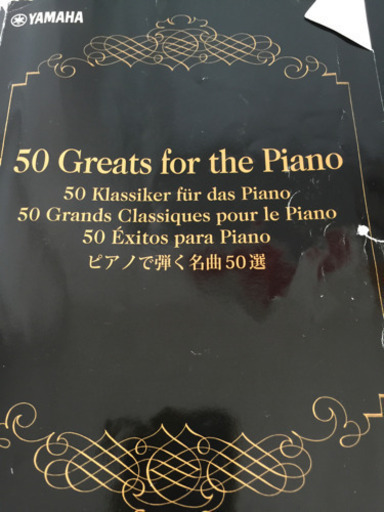 YAMAHA
50 Greats for the Piano
50 Klassiker für das Piano
50 Grands Classiques pour le Piano
50 Éxitos para Piano
ピアノで弾く名曲50選